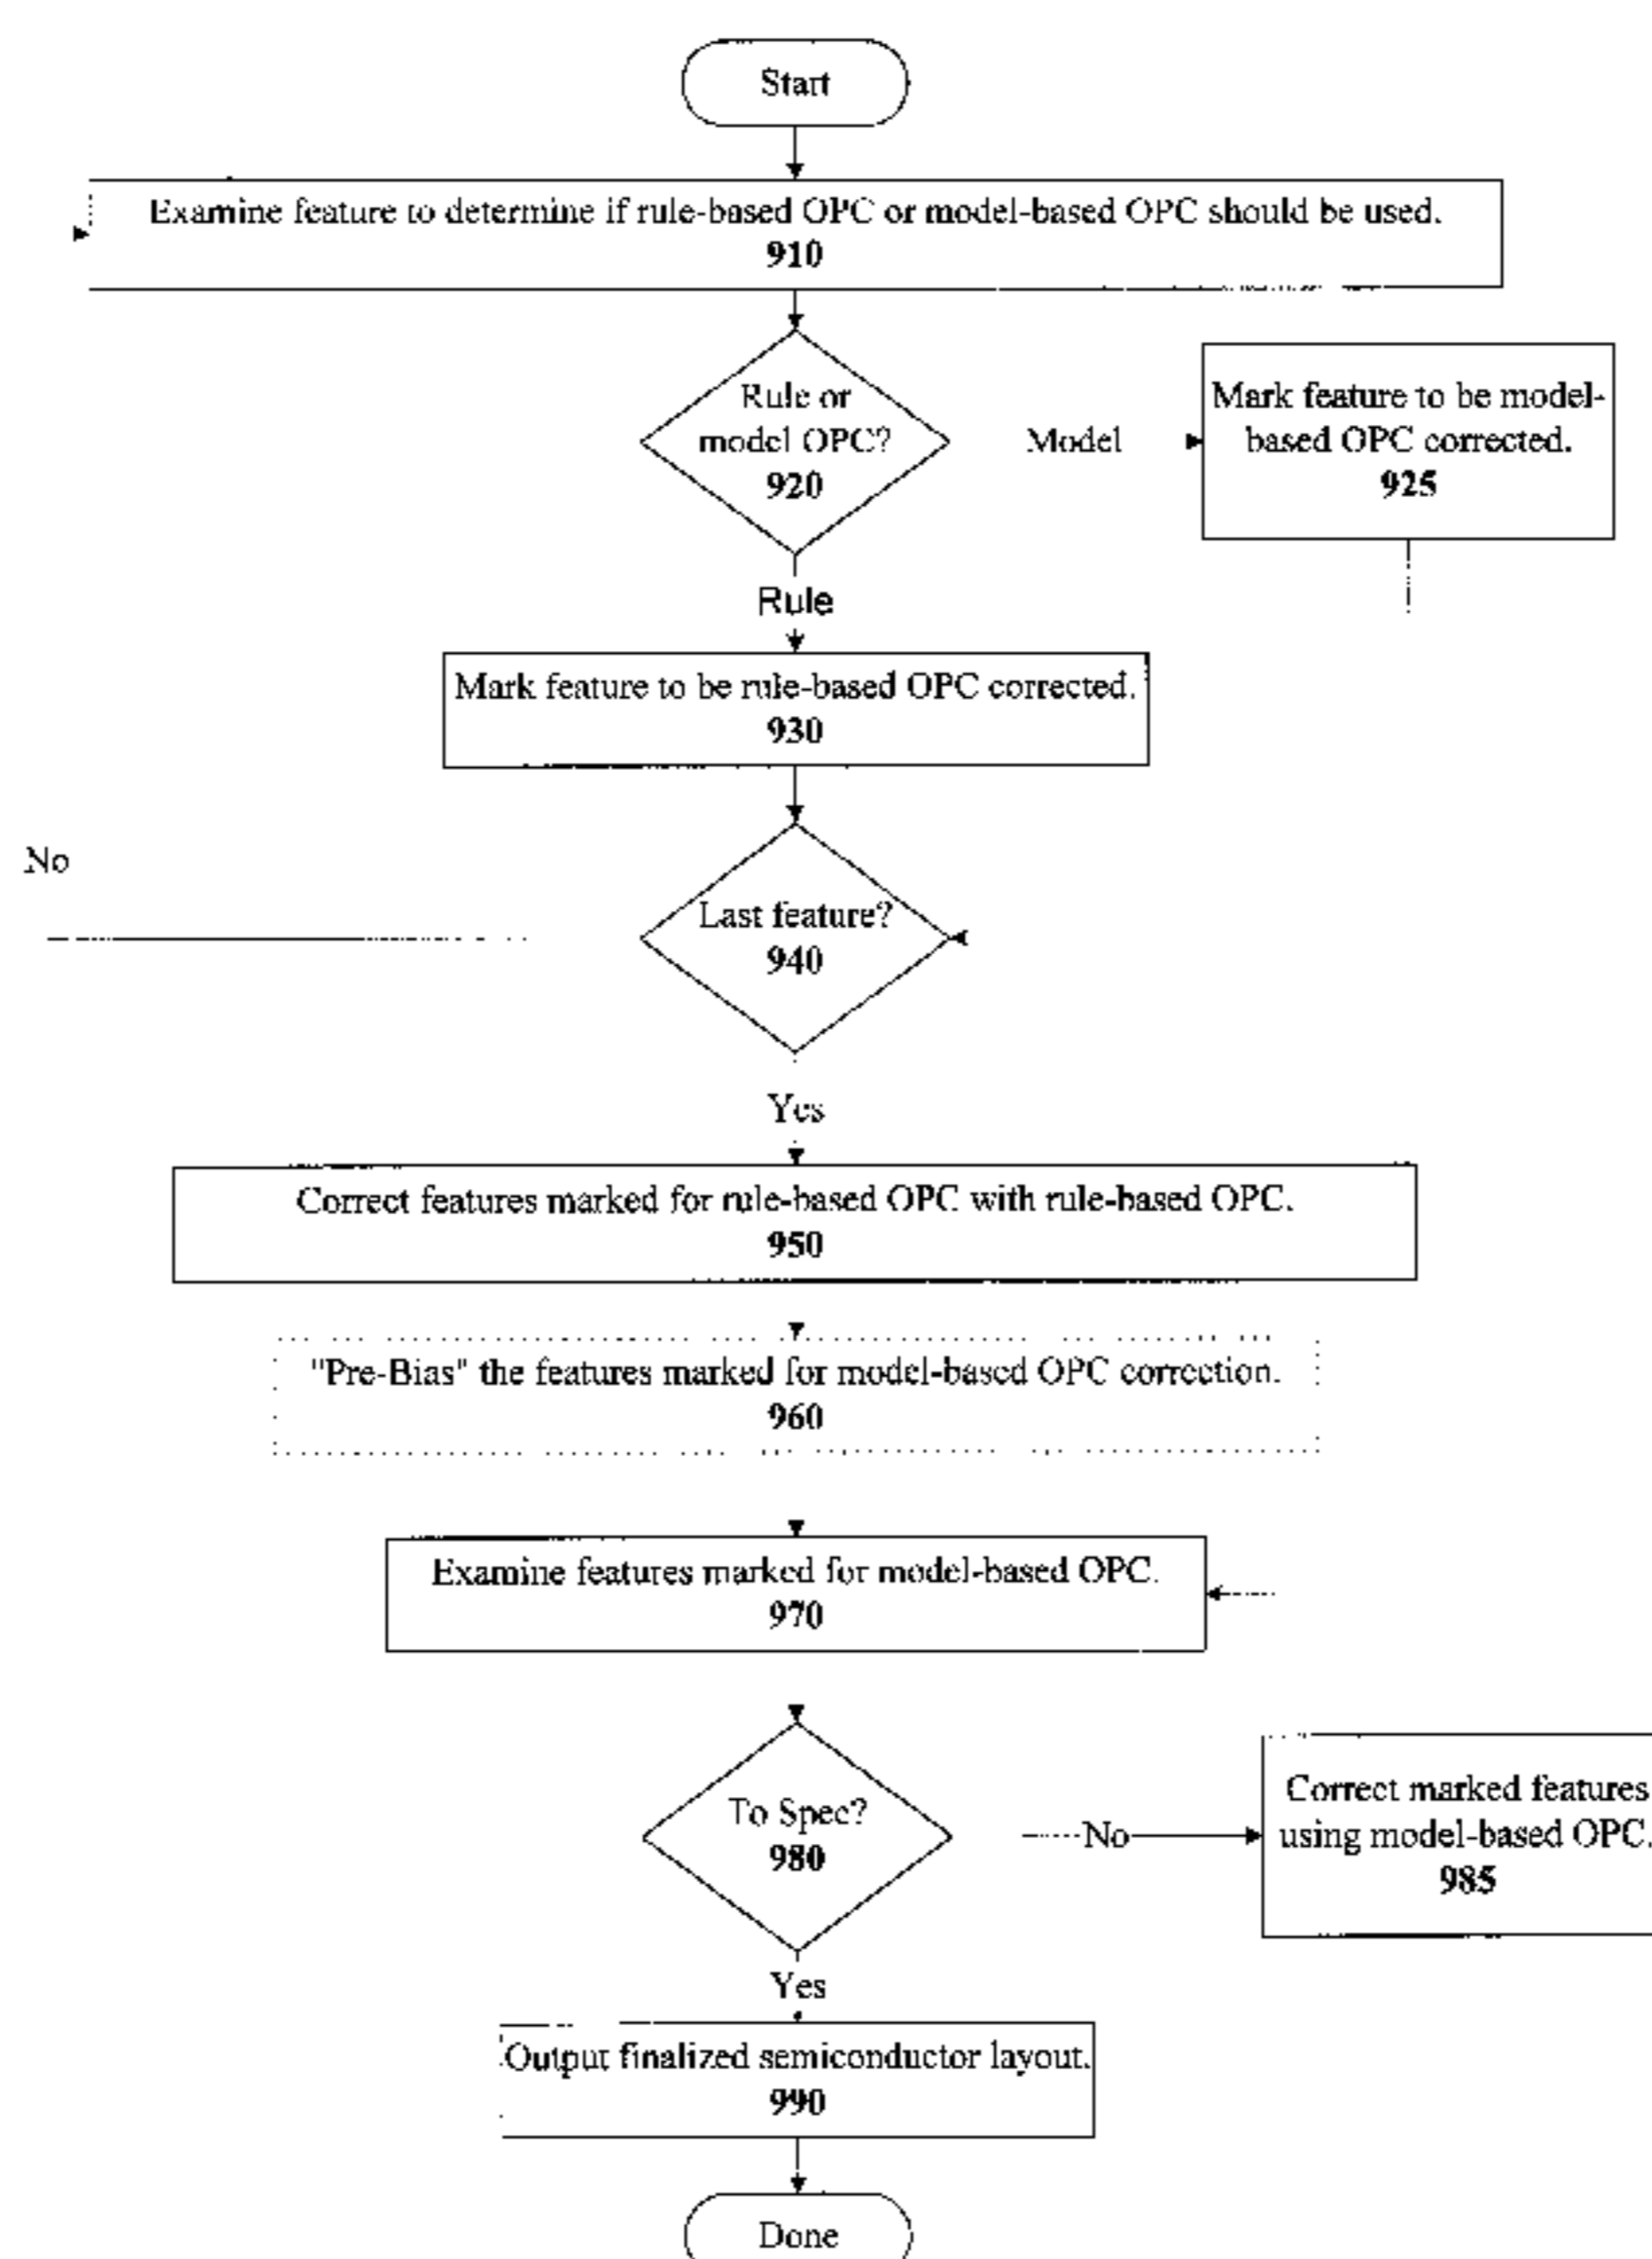 Start
Examine feature to determine if rule-based OPC or model-based OPC should be used.
910
Rule or
model OPC?
920
Model
Mark feature to be model-
based OPC corrected.
925
Rule
Mark feature to be rule-based OPC corrected.
930
No
Last feature?
940
Yes
Correct features marked for rule-based OPC with rule-based OPC.
950
"Pre-Bias" the features marked for model-based OPC correction.
960
Examine features marked for model-based OPC.
970
To Spec?
980
No
Correct marked features
using model-based OPC.
985
Yes
Output finalized semiconductor layout.
990
Done